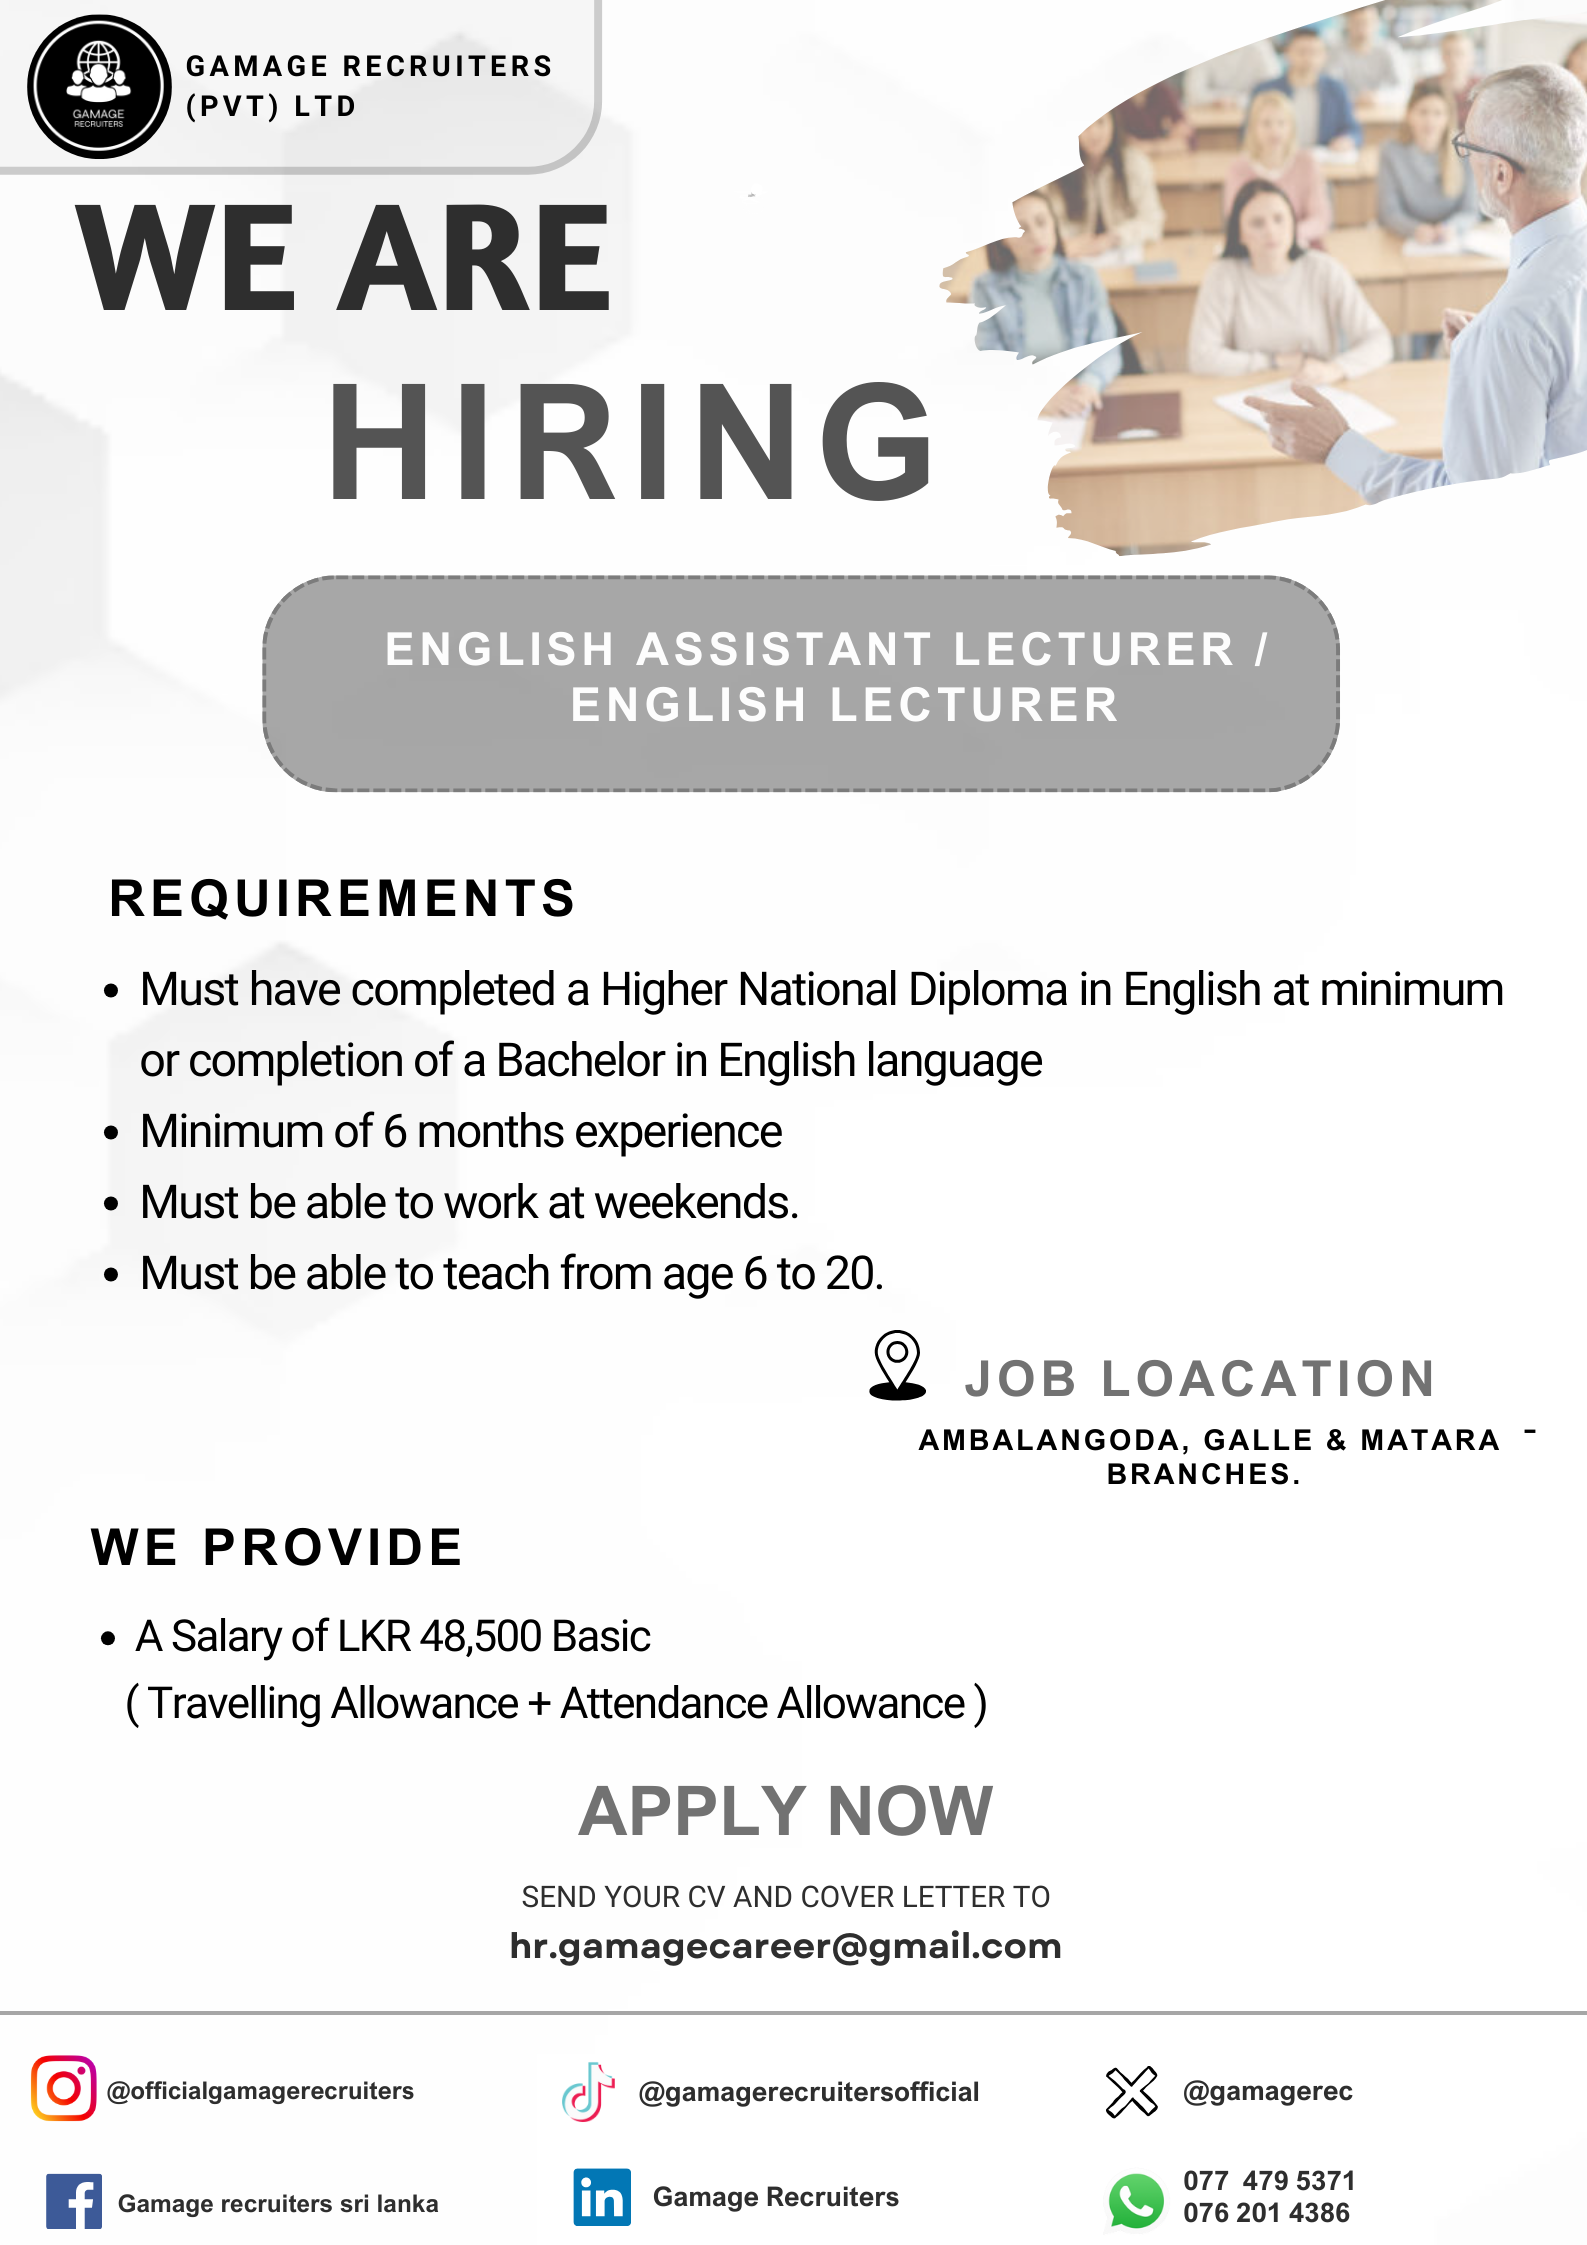 GAMAGE
RECRUITERS
GAMAGE RECRUITERS
(PVT) LTD
WE ARE
HIRING
ENGLISH ASSISTANT LECTURER /
ENGLISH LECTURER
REQUIREMENTS
• Must have completed a Higher National Diploma in English at minimum
or completion of a Bachelor in English language
• Minimum of 6 months experience
• Must be able to work at weekends.
• Must be able to teach from age 6 to 20.
JOB LOACATION
AMBALANGODA, GALLE & MATARA -
BRANCHES.
WE PROVIDE
• A Salary of LKR 48,500 Basic
( Travelling Allowance + Attendance Allowance )
APPLY NOW
SEND YOUR CV AND COVER LETTER TO
hr.gamagecareer@gmail.com
@officialgamagerecruiters
@gamagerecruitersofficial
@gamagerec
Gamage recruiters sri lanka
Gamage Recruiters
077 479 5371
076 201 4386